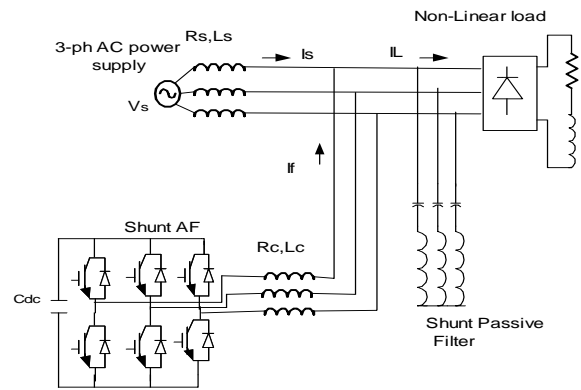 Non-Linear load
3-ph AC power
supply
Rs,Ls
Is
IL
Vs
If
Shunt AF
Rc,Lc
Cdc
Shunt Passive
Filter